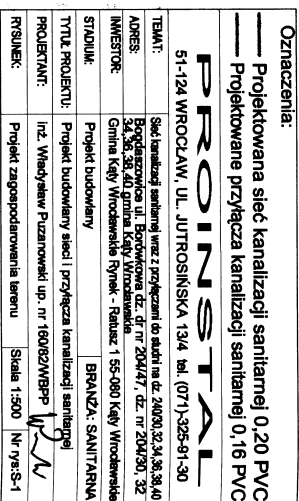 Oznaczenia:
Projektowana sieć kanalizacji sanitarnej 0,20 PVC
Projektowane przyłącza kanalizacji sanitarnej 0,16 PVC
PROINSTAL
51-124 WROCŁAW, UL. JUTROSIŃSKA 13/4 tel. (071)-325-91-30
TEMAT: Sieć kanalizacji sanitarnej wraz z przyłączami do studni na dz. 240/30,32,34,36,38,40
ADRES: Bogdaszowice ul. Borówkowa dz. dr nr 204/47, dz. nr 204/30, 32
34,36,38,40 gmina Kąty Wrocławskie
INWESTOR: Gmina Kąty Wrocławskie Rynek - Ratusz 1 55-080 Kąty Wrocławskie
STADIUM: Projekt budowlany BRANŻA: SANITARNA
TYTUŁ PROJEKTU: Projekt budowlany sieci i przyłącza kanalizacji sanitarnej
PROJEKTANT: inż. Władysław Puzanowski up. nr 160/82/WBPP
RYSUNEK: Projekt zagospodarowania terenu Skala 1:500 Nr rys:S-1